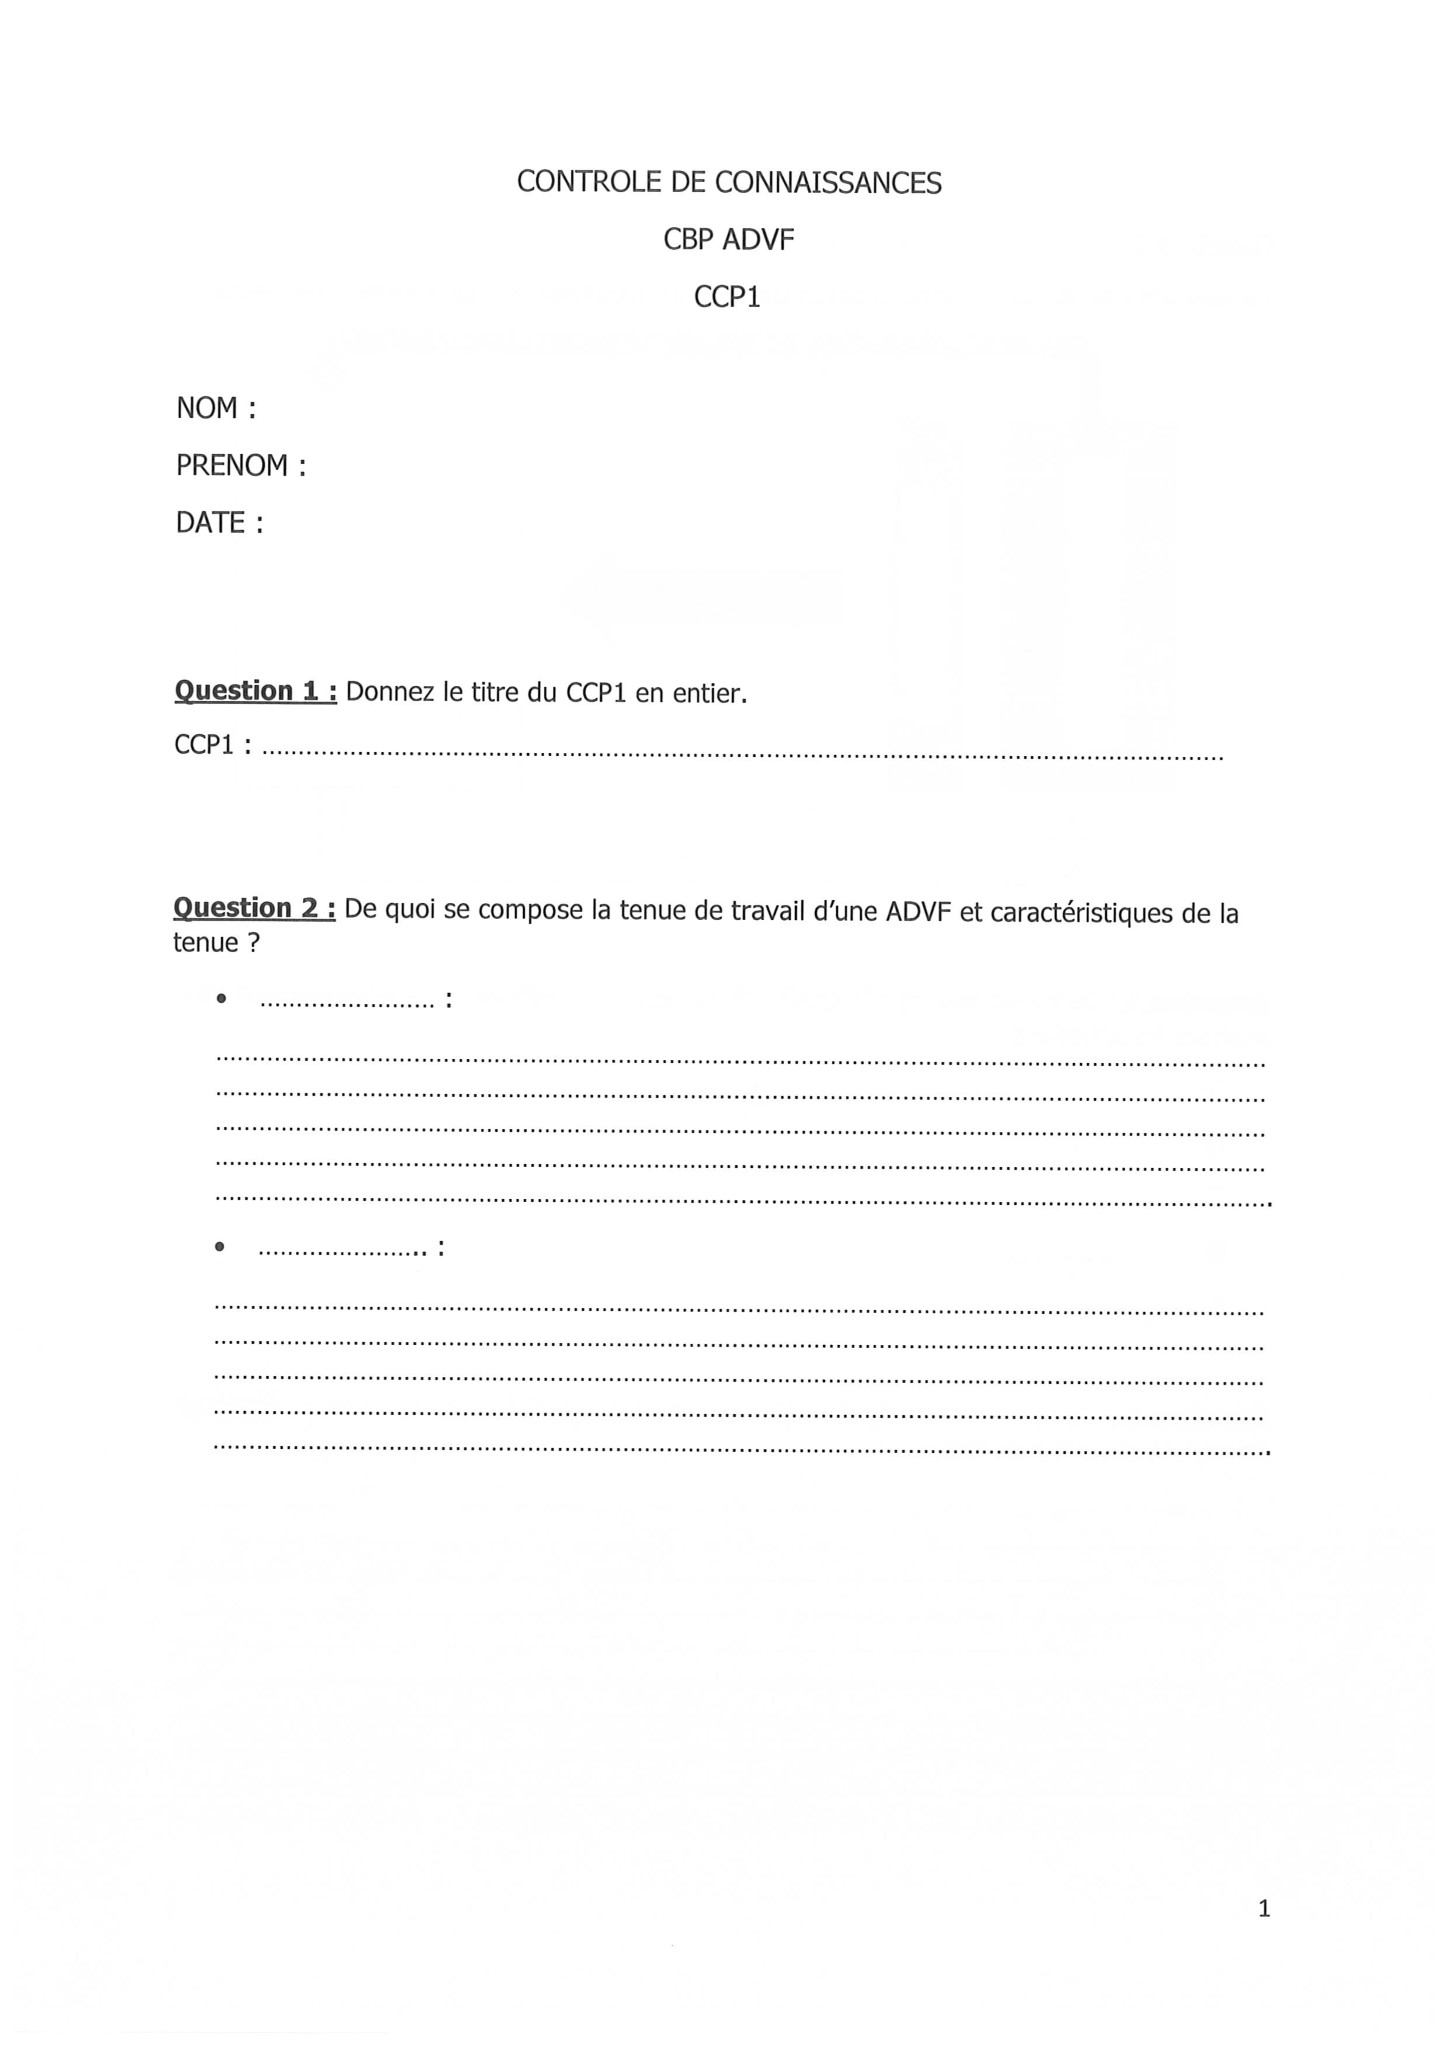 CONTROLE DE CONNAISSANCES
CBP ADVF
CCP1
NOM :
PRENOM :
DATE :
Question 1 : Donnez le titre du CCP1 en entier.
CCP1 : ........................................................................................................................
Question 2 : De quoi se compose la tenue de travail d'une ADVF et caractéristiques de la
tenue ?
• ........................ :
........................................................................................................................
........................................................................................................................
........................................................................................................................
........................................................................................................................
........................................................................................................................
• ........................ :
........................................................................................................................
........................................................................................................................
........................................................................................................................
........................................................................................................................
........................................................................................................................
1